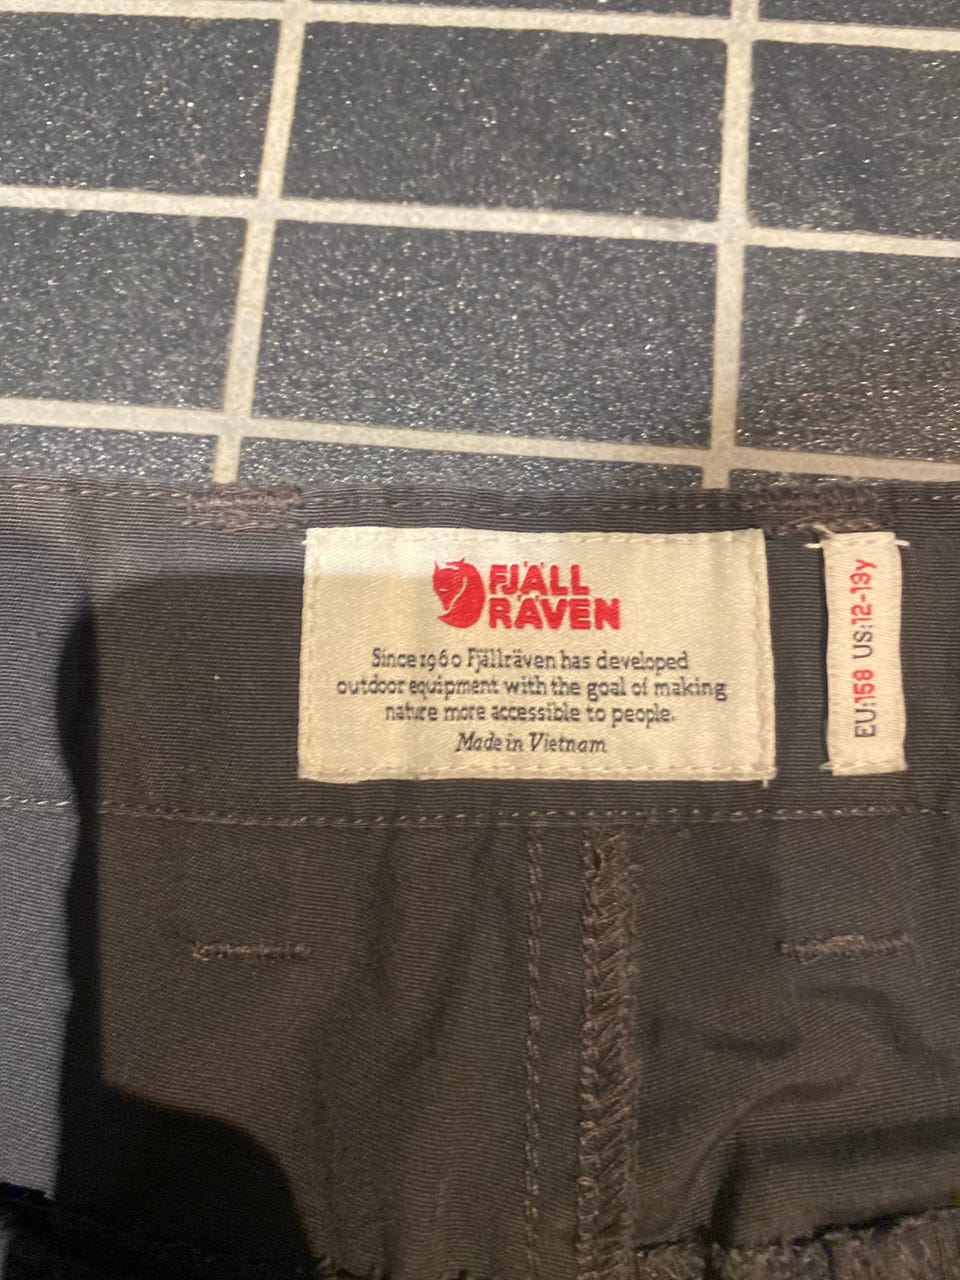 FJÄLL
RÄVEN
Since 1960 Fjällräven has developed
outdoor equipment with the goal of making
nature more accessible to people.
Made in Vietnam
EU:158 US:12-13y